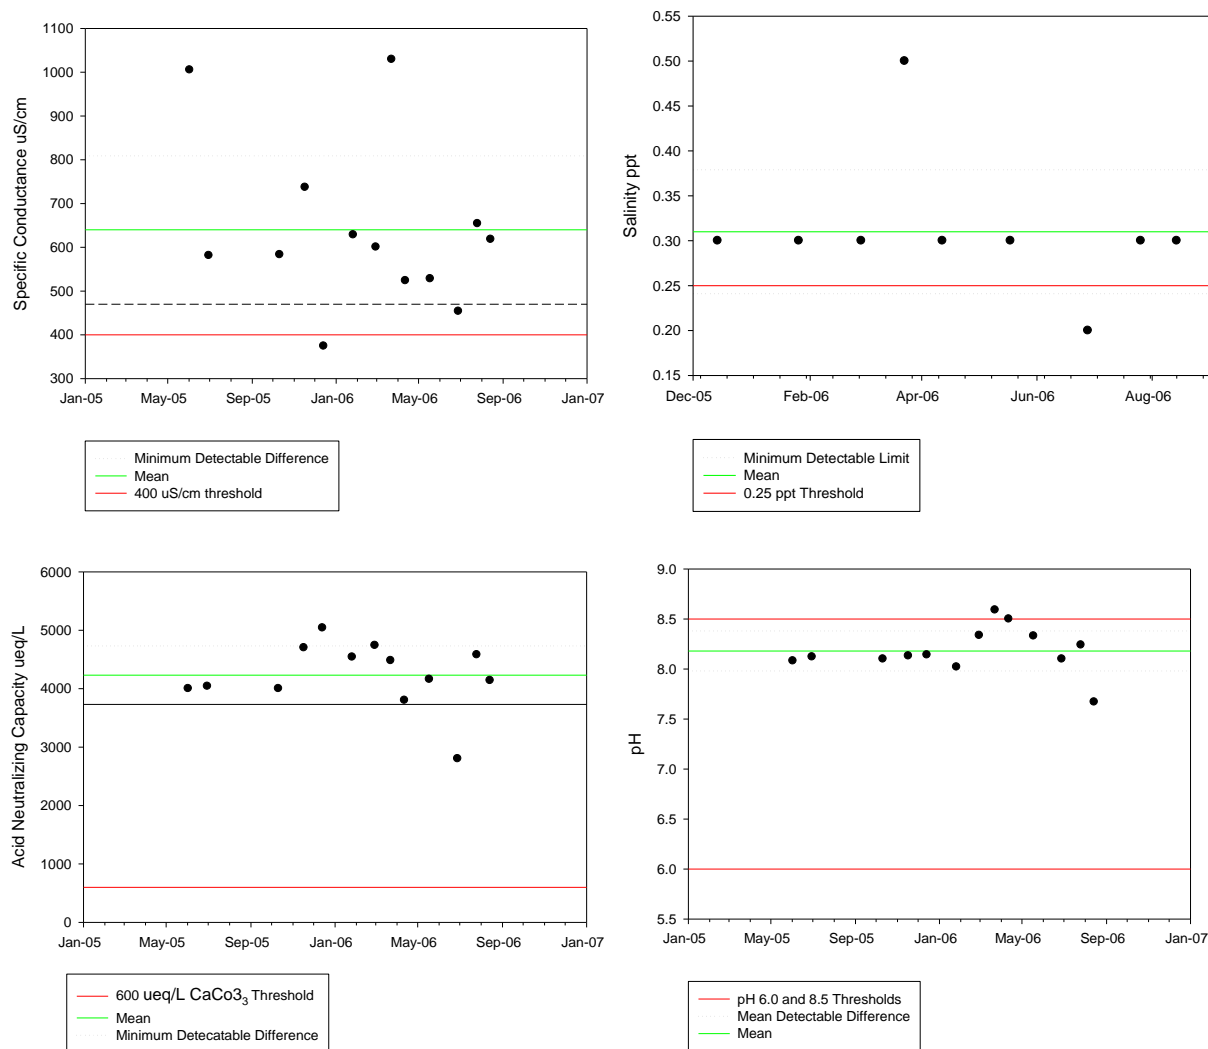 Specific Conductance uS/cm
1100
1000
900
800
700
600
500
400
300
Jan-05 May-05 Sep-05 Jan-06 May-06 Sep-06 Jan-07
Minimum Detectable Difference
Mean
400 uS/cm threshold
Salinity ppt
0.55
0.50
0.45
0.40
0.35
0.30
0.25
0.20
0.15
Dec-05 Feb-06 Apr-06 Jun-06 Aug-06
Minimum Detectable Limit
Mean
0.25 ppt Threshold
Acid Neutralizing Capacity ueq/L
6000
5000
4000
3000
2000
1000
0
Jan-05 May-05 Sep-05 Jan-06 May-06 Sep-06 Jan-07
600 ueq/L CaCo3₃ Threshold
Mean
Minimum Detecatable Difference
pH
9.0
8.5
8.0
7.5
7.0
6.5
6.0
5.5
Jan-05 May-05 Sep-05 Jan-06 May-06 Sep-06 Jan-07
pH 6.0 and 8.5 Thresholds
Mean Detectable Difference
Mean